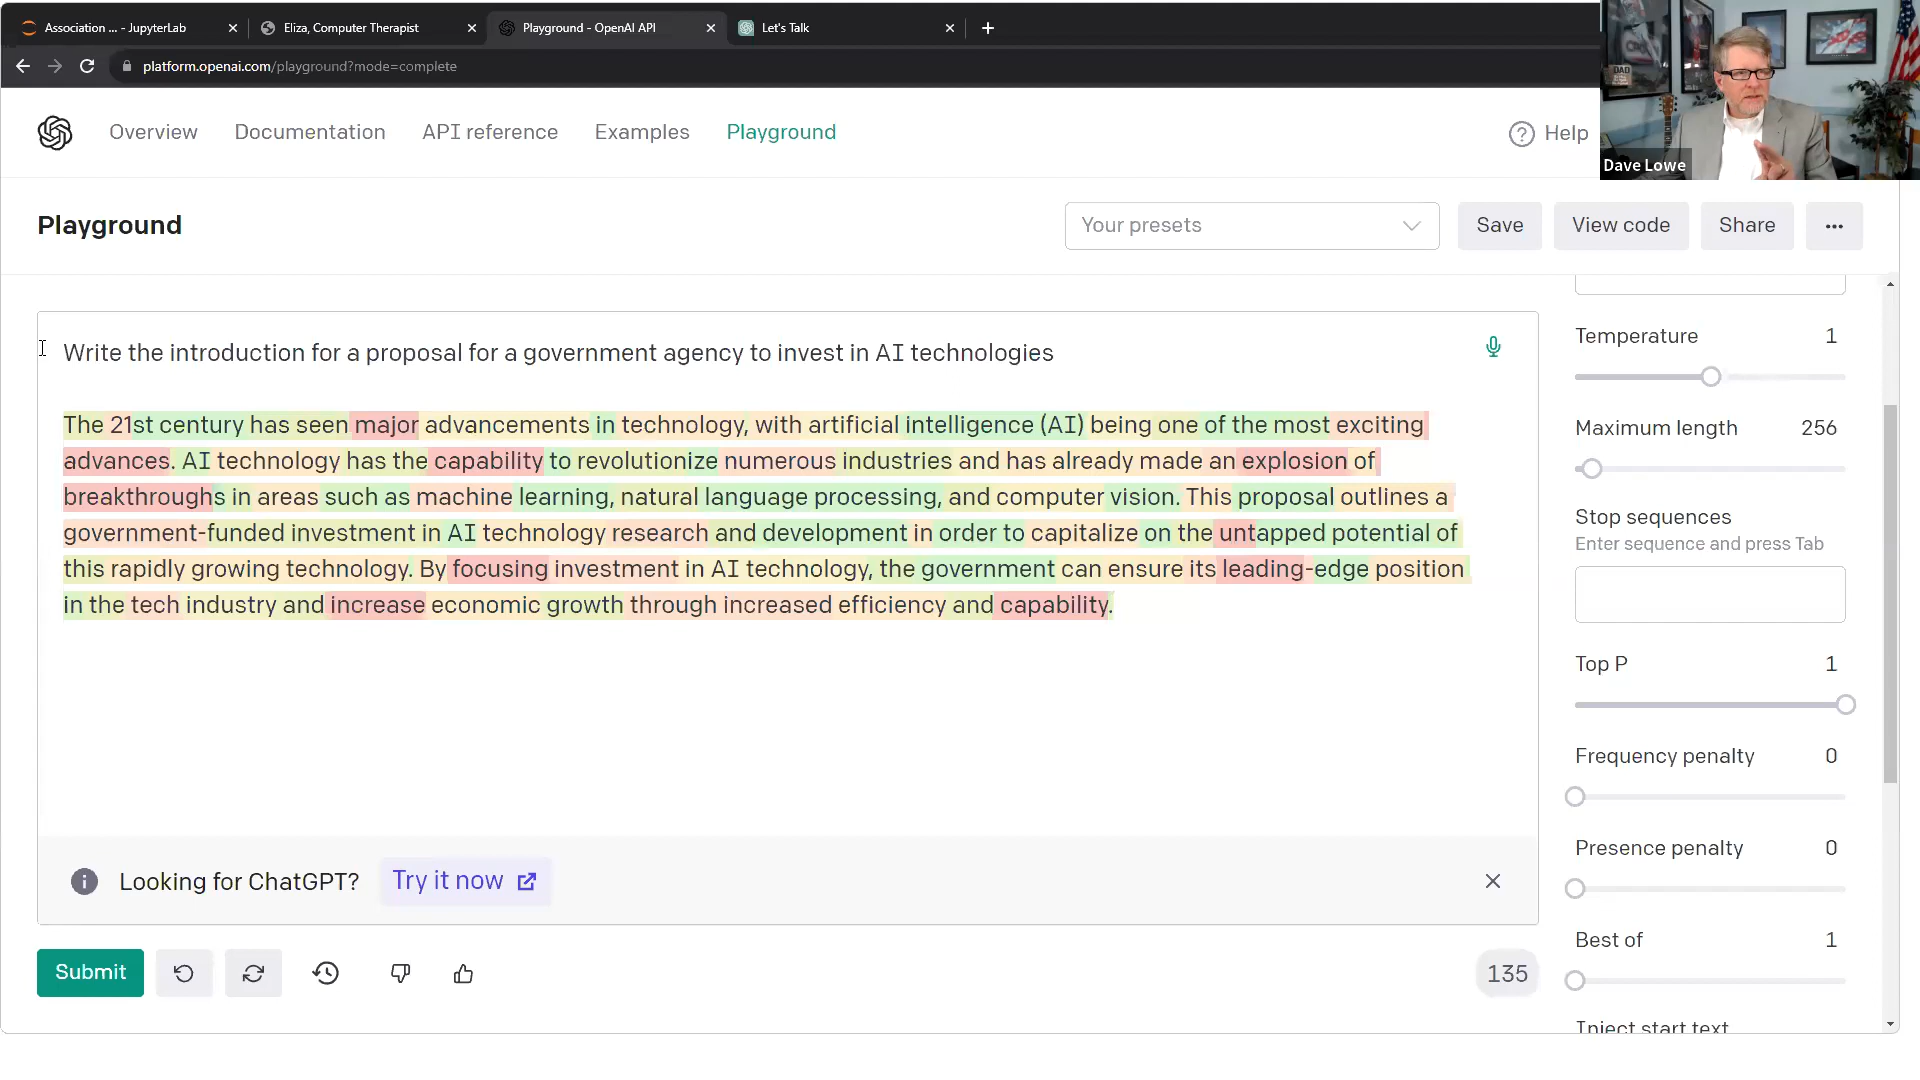 Association ... - JupyterLab
Eliza, Computer Therapist
Playground - OpenAI API
Let's Talk
platform.openai.com/playground?mode=complete
Overview
Documentation
API reference
Examples
Playground
Help
DAD
Dave Lowe
Playground
Your presets
Save
View code
Share
Write the introduction for a proposal for a government agency to invest in AI technologies
The 21st century has seen major advancements in technology, with artificial intelligence (AI) being one of the most exciting
advances. AI technology has the capability to revolutionize numerous industries and has already made an explosion of
breakthroughs in areas such as machine learning, natural language processing, and computer vision. This proposal outlines a
government-funded investment in AI technology research and development in order to capitalize on the untapped potential of
this rapidly growing technology. By focusing investment in AI technology, the government can ensure its leading-edge position
in the tech industry and increase economic growth through increased efficiency and capability.
Looking for ChatGPT?
Try it now
Submit
135
Temperature 1
Maximum length 256
Stop sequences
Enter sequence and press Tab
Top P 1
Frequency penalty 0
Presence penalty 0
Best of 1
Inject start text